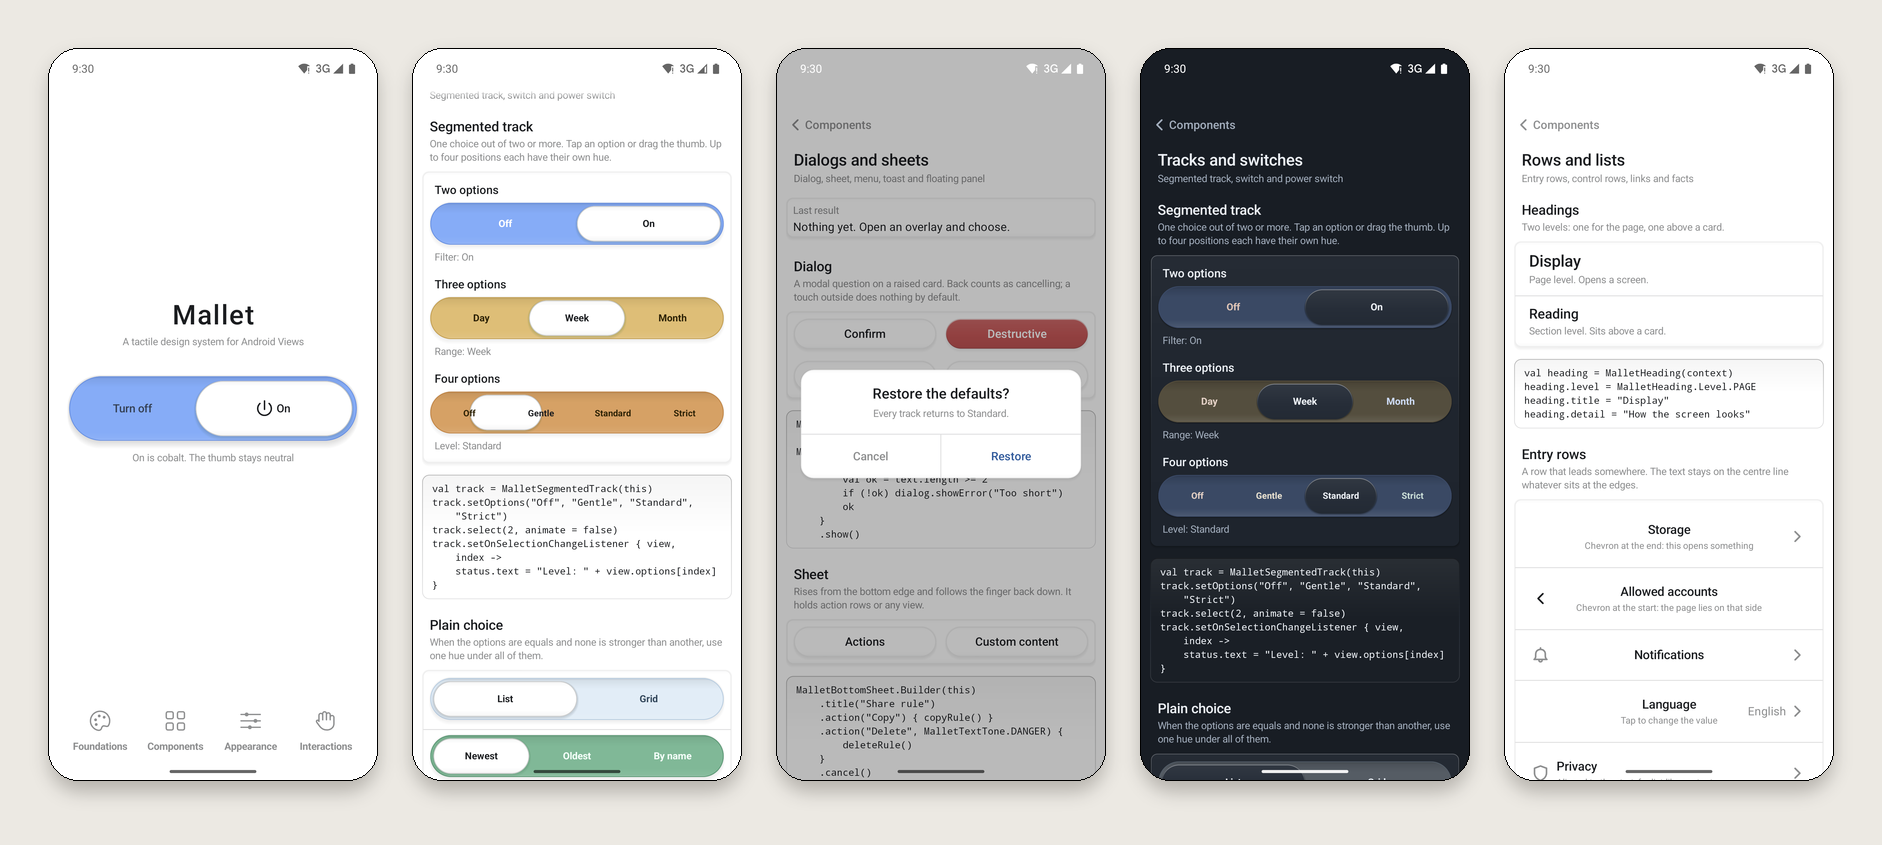 9:30
3G
Mallet
A tactile design system for Android Views
Turn off
On
On is cobalt. The thumb stays neutral
Foundations
Components
Appearance
Interactions
9:30
3G
Segmented track, switch and power switch
Segmented track
One choice out of two or more. Tap an option or drag the thumb. Up
to four positions each have their own hue.
Two options
Off
On
Filter: On
Three options
Day
Week
Month
Range: Week
Four options
Off
Gentle
Standard
Strict
Level: Standard
val track = MalletSegmentedTrack(this)
track.setOptions("Off", "Gentle", "Standard",
"Strict")
track.select(2, animate = false)
track.setOnSelectionChangeListener { view,
index ->
status.text = "Level: " + view.options[index]
}
Plain choice
When the options are equals and none is stronger than another, use
one hue under all of them.
List
Grid
Newest
Oldest
By name
9:30
3G
Components
Dialogs and sheets
Dialog, sheet, menu, toast and floating panel
Last result
Nothing yet. Open an overlay and choose.
Dialog
A modal question on a raised card. Back counts as cancelling; a
touch outside does nothing by default.
Confirm
Destructive
Restore the defaults?
Every track returns to Standard.
Cancel
Restore
val ok = text.length >= 2
if (!ok) dialog.showError("Too short")
ok
}
.show()
Sheet
Rises from the bottom edge and follows the finger back down. It
holds action rows or any view.
Actions
Custom content
MalletBottomSheet.Builder(this)
.title("Share rule")
.action("Copy") { copyRule() }
.action("Delete", MalletTextTone.DANGER) {
deleteRule()
}
.cancel()
9:30
3G
Components
Tracks and switches
Segmented track, switch and power switch
Segmented track
One choice out of two or more. Tap an option or drag the thumb. Up
to four positions each have their own hue.
Two options
Off
On
Filter: On
Three options
Day
Week
Month
Range: Week
Four options
Off
Gentle
Standard
Strict
Level: Standard
val track = MalletSegmentedTrack(this)
track.setOptions("Off", "Gentle", "Standard",
"Strict")
track.select(2, animate = false)
track.setOnSelectionChangeListener { view,
index ->
status.text = "Level: " + view.options[index]
}
Plain choice
When the options are equals and none is stronger than another, use
one hue under all of them.
9:30
3G
Components
Rows and lists
Entry rows, control rows, links and facts
Headings
Two levels: one for the page, one above a card.
Display
Page level. Opens a screen.
Reading
Section level. Sits above a card.
val heading = MalletHeading(context)
heading.level = MalletHeading.Level.PAGE
heading.title = "Display"
heading.detail = "How the screen looks"
Entry rows
A row that leads somewhere. The text stays on the centre line
whatever sits at the edges.
Storage
Chevron at the end: this opens something
Allowed accounts
Chevron at the start: the page lies on that side
Notifications
Language
Tap to change the value
English
Privacy